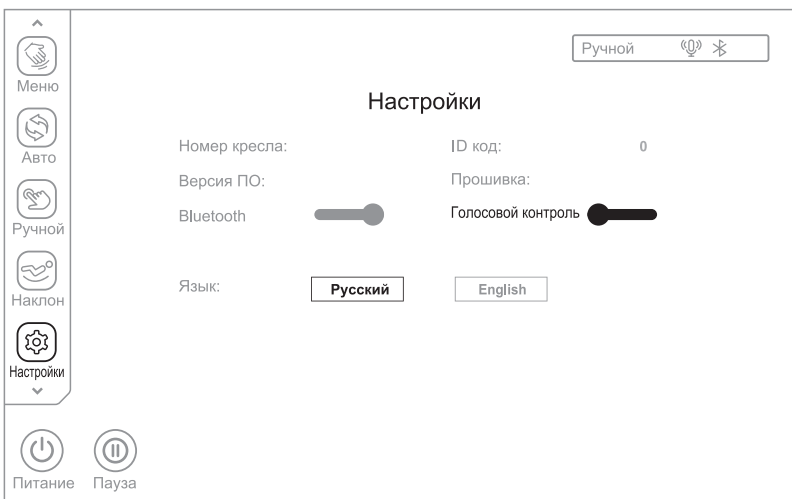 Ручной
Настройки
Меню
Авто
Ручной
Наклон
Настройки
Номер кресла:
ID код: 0
Версия ПО:
Прошивка:
Bluetooth
Голосовой контроль
Язык:
Русский
English
Питание
Пауза